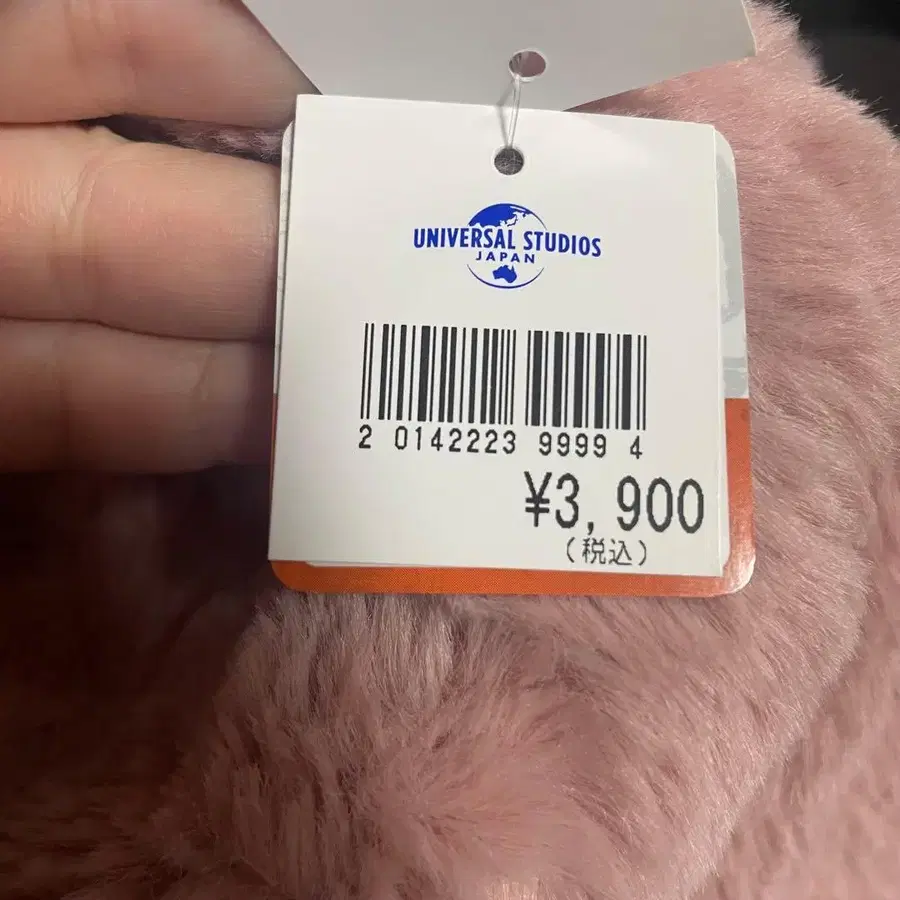 UNIVERSAL STUDIOS
JAPAN
2 0142223 9999 4
¥3,900
(税込)